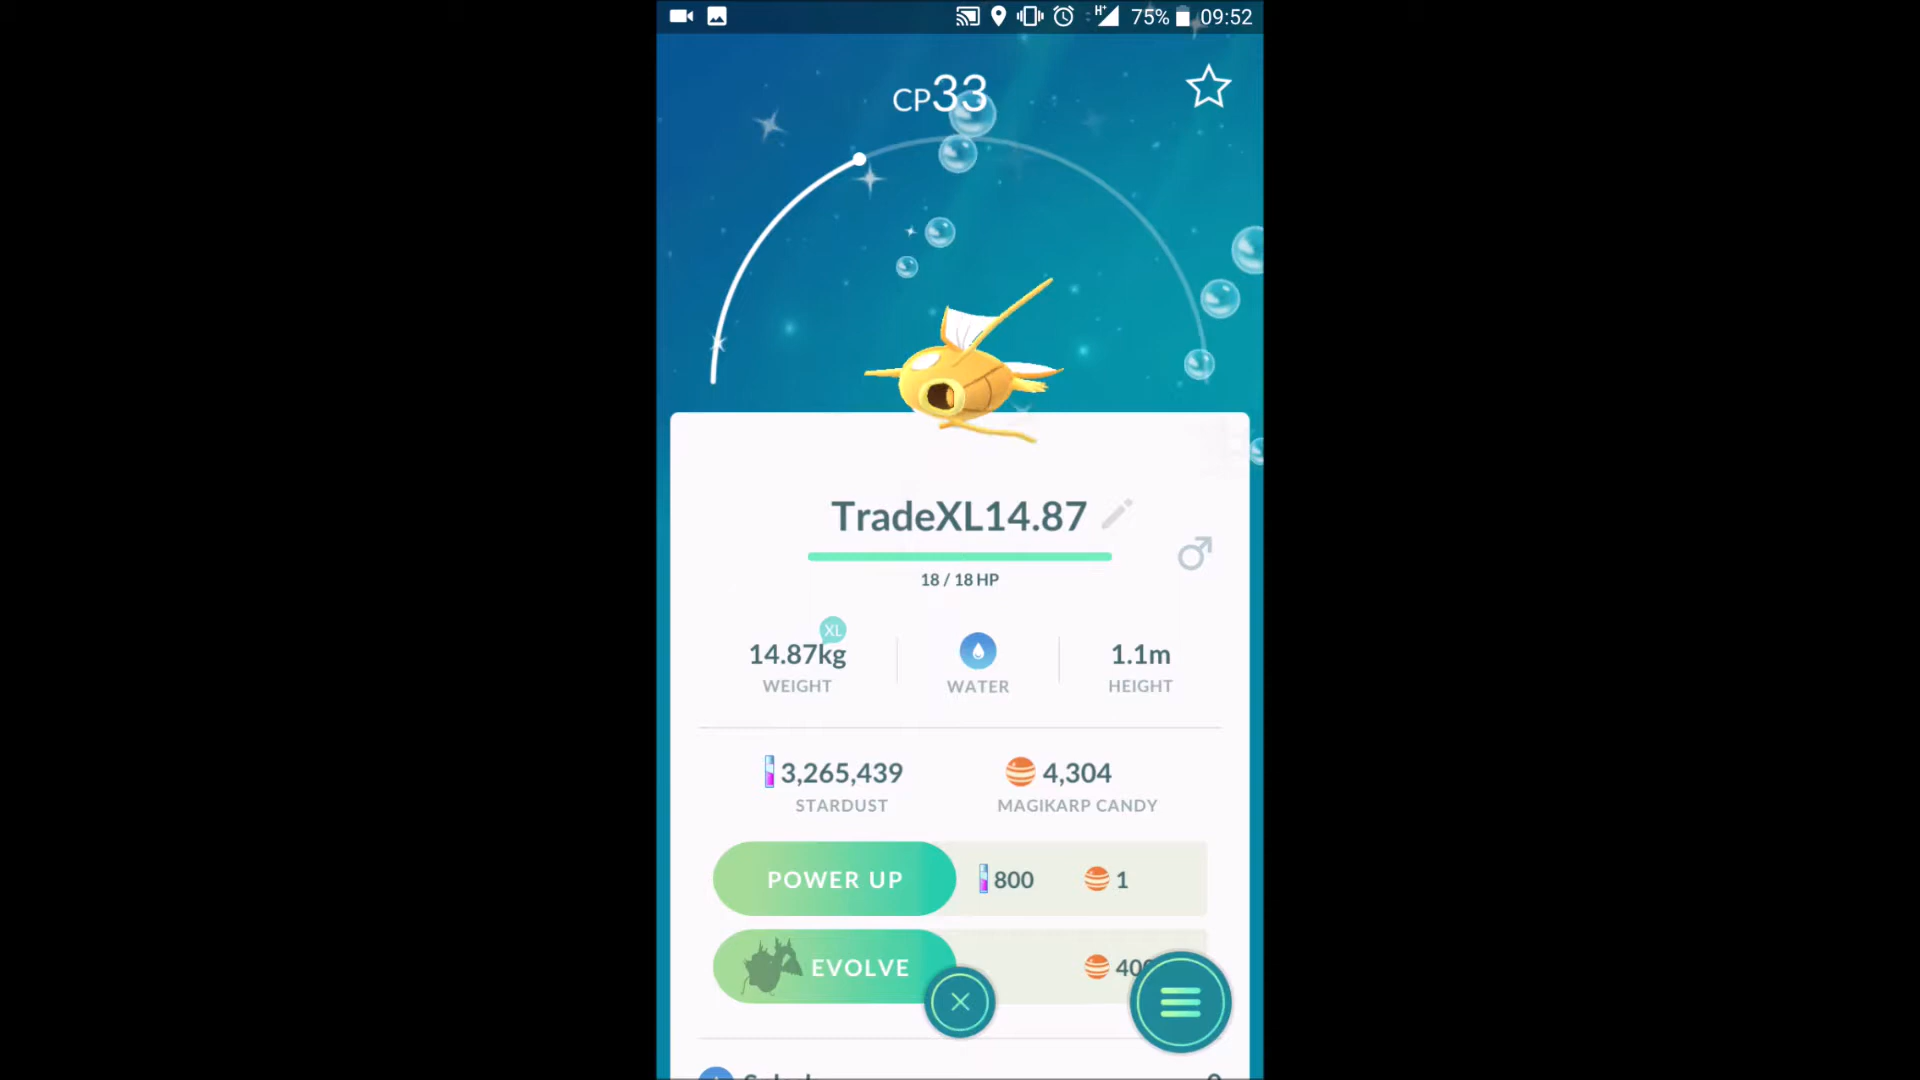 H+ 75% 09:52
CP33
TradeXL14.87
18 / 18 HP
XL
14.87kg
WEIGHT
WATER
1.1m
HEIGHT
3,265,439
STARDUST
4,304
MAGIKARP CANDY
POWER UP 800 1
EVOLVE 400